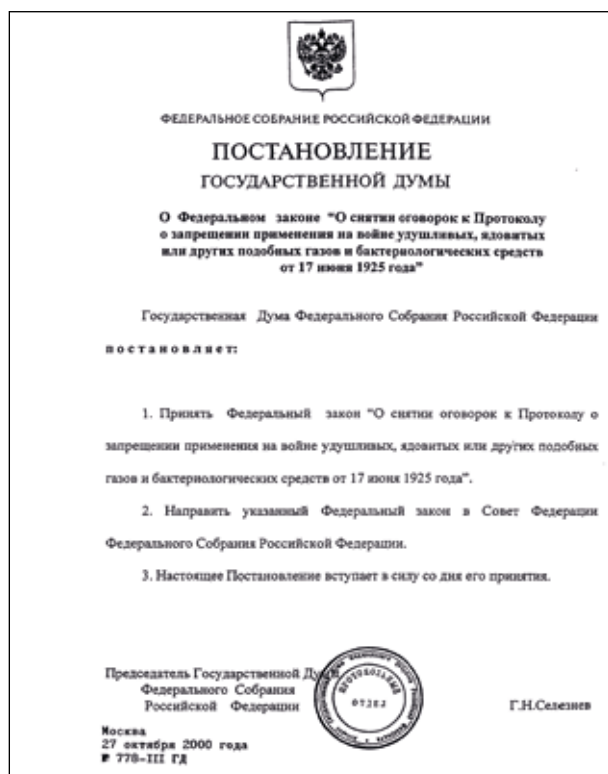 ФЕДЕРАЛЬНОЕ СОБРАНИЕ РОССИЙСКОЙ ФЕДЕРАЦИИ
ПОСТАНОВЛЕНИЕ
ГОСУДАРСТВЕННОЙ ДУМЫ
О Федеральном законе "О снятии оговорок к Протоколу
о запрещении применения на войне удушливых, ядовитых
или других подобных газов и бактериологических средств
от 17 июня 1925 года"
Государственная Дума Федерального Собрания Российской Федерации
постановляет:
1. Принять Федеральный закон "О снятии оговорок к Протоколу о
запрещении применения на войне удушливых, ядовитых или других подобных
газов и бактериологических средств от 17 июня 1925 года".
2. Направить указанный Федеральный закон в Совет Федерации
Федерального Собрания Российской Федерации.
3. Настоящее Постановление вступает в силу со дня его принятия.
Председатель Государственной Думы
Федерального Собрания
Российской Федерации
ПРОТОКОЛЬНЫЙ
ОТДЕЛ
Г.Н.Селезнев
Москва
27 октября 2000 года
№ 778-III ГД